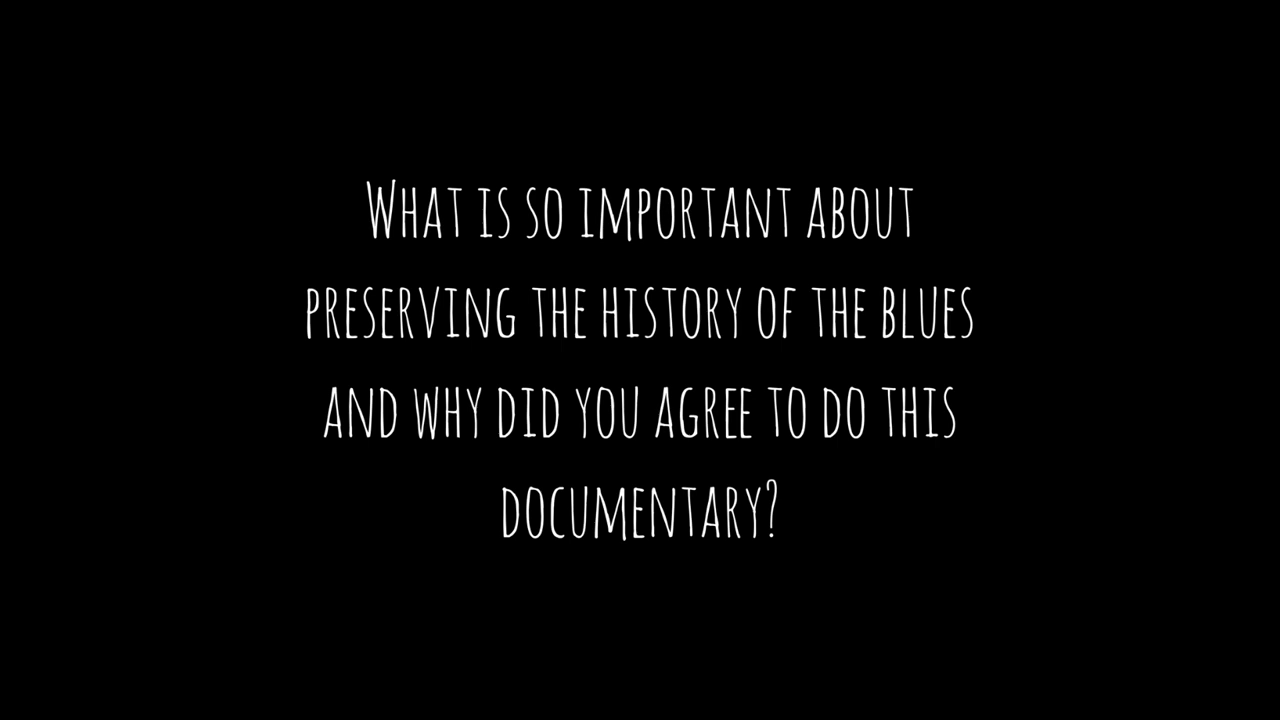 What is so important about
preserving the history of the blues
and why did you agree to do this
documentary?